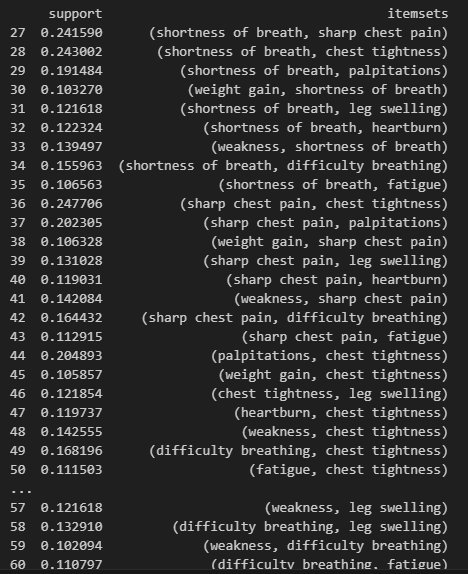 support itemsets
27 0.241590 (shortness of breath, sharp chest pain)
28 0.243002 (shortness of breath, chest tightness)
29 0.191484 (shortness of breath, palpitations)
30 0.103270 (weight gain, shortness of breath)
31 0.121618 (shortness of breath, leg swelling)
32 0.122324 (shortness of breath, heartburn)
33 0.139497 (weakness, shortness of breath)
34 0.155963 (shortness of breath, difficulty breathing)
35 0.106563 (shortness of breath, fatigue)
36 0.247706 (sharp chest pain, chest tightness)
37 0.202305 (sharp chest pain, palpitations)
38 0.106328 (weight gain, sharp chest pain)
39 0.131028 (sharp chest pain, leg swelling)
40 0.119031 (sharp chest pain, heartburn)
41 0.142084 (weakness, sharp chest pain)
42 0.164432 (sharp chest pain, difficulty breathing)
43 0.112915 (sharp chest pain, fatigue)
44 0.204893 (palpitations, chest tightness)
45 0.105857 (weight gain, chest tightness)
46 0.121854 (chest tightness, leg swelling)
47 0.119737 (heartburn, chest tightness)
48 0.142555 (weakness, chest tightness)
49 0.168196 (difficulty breathing, chest tightness)
50 0.111503 (fatigue, chest tightness)
...
57 0.121618 (weakness, leg swelling)
58 0.132910 (difficulty breathing, leg swelling)
59 0.102094 (weakness, difficulty breathing)
60 0.110797 (difficulty breathing, fatigue)